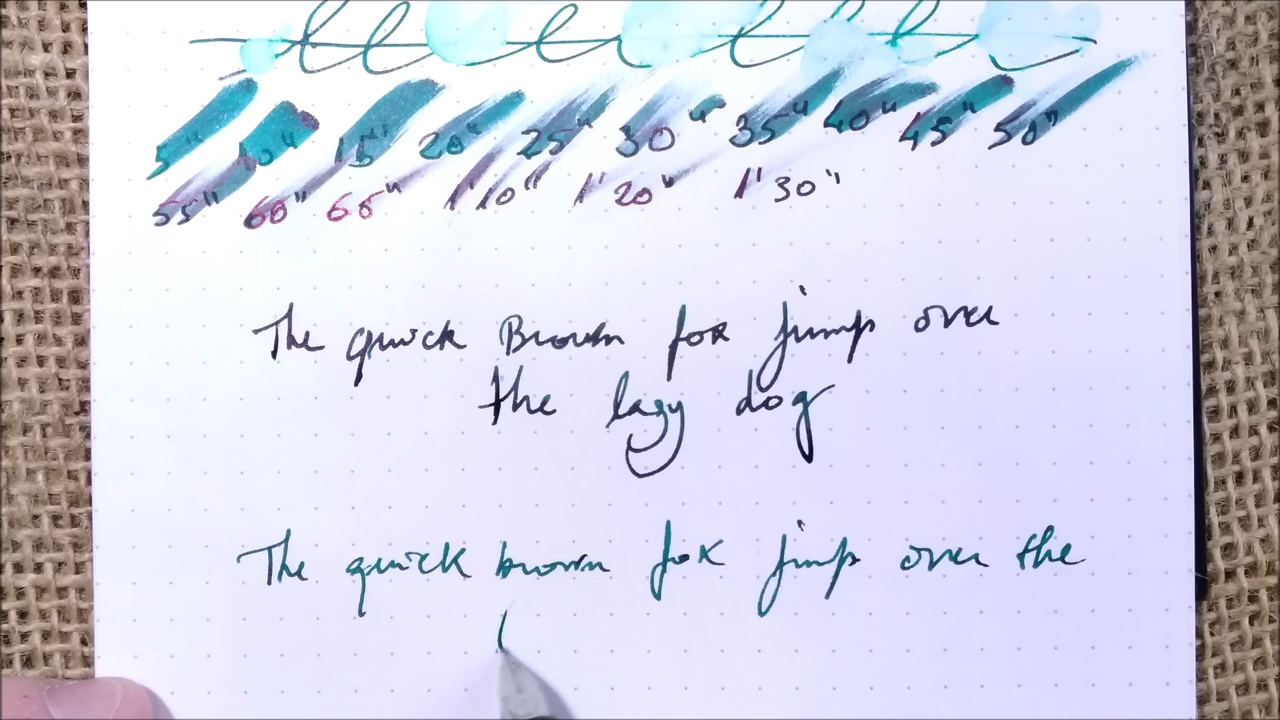 5" 10" 15" 20" 25" 30" 35" 40" 45" 50"
55" 60" 65" 1'10" 1'20" 1'30"
The quick Brown fox jump over
the lazy dog
The quick brown fox jump over the
l